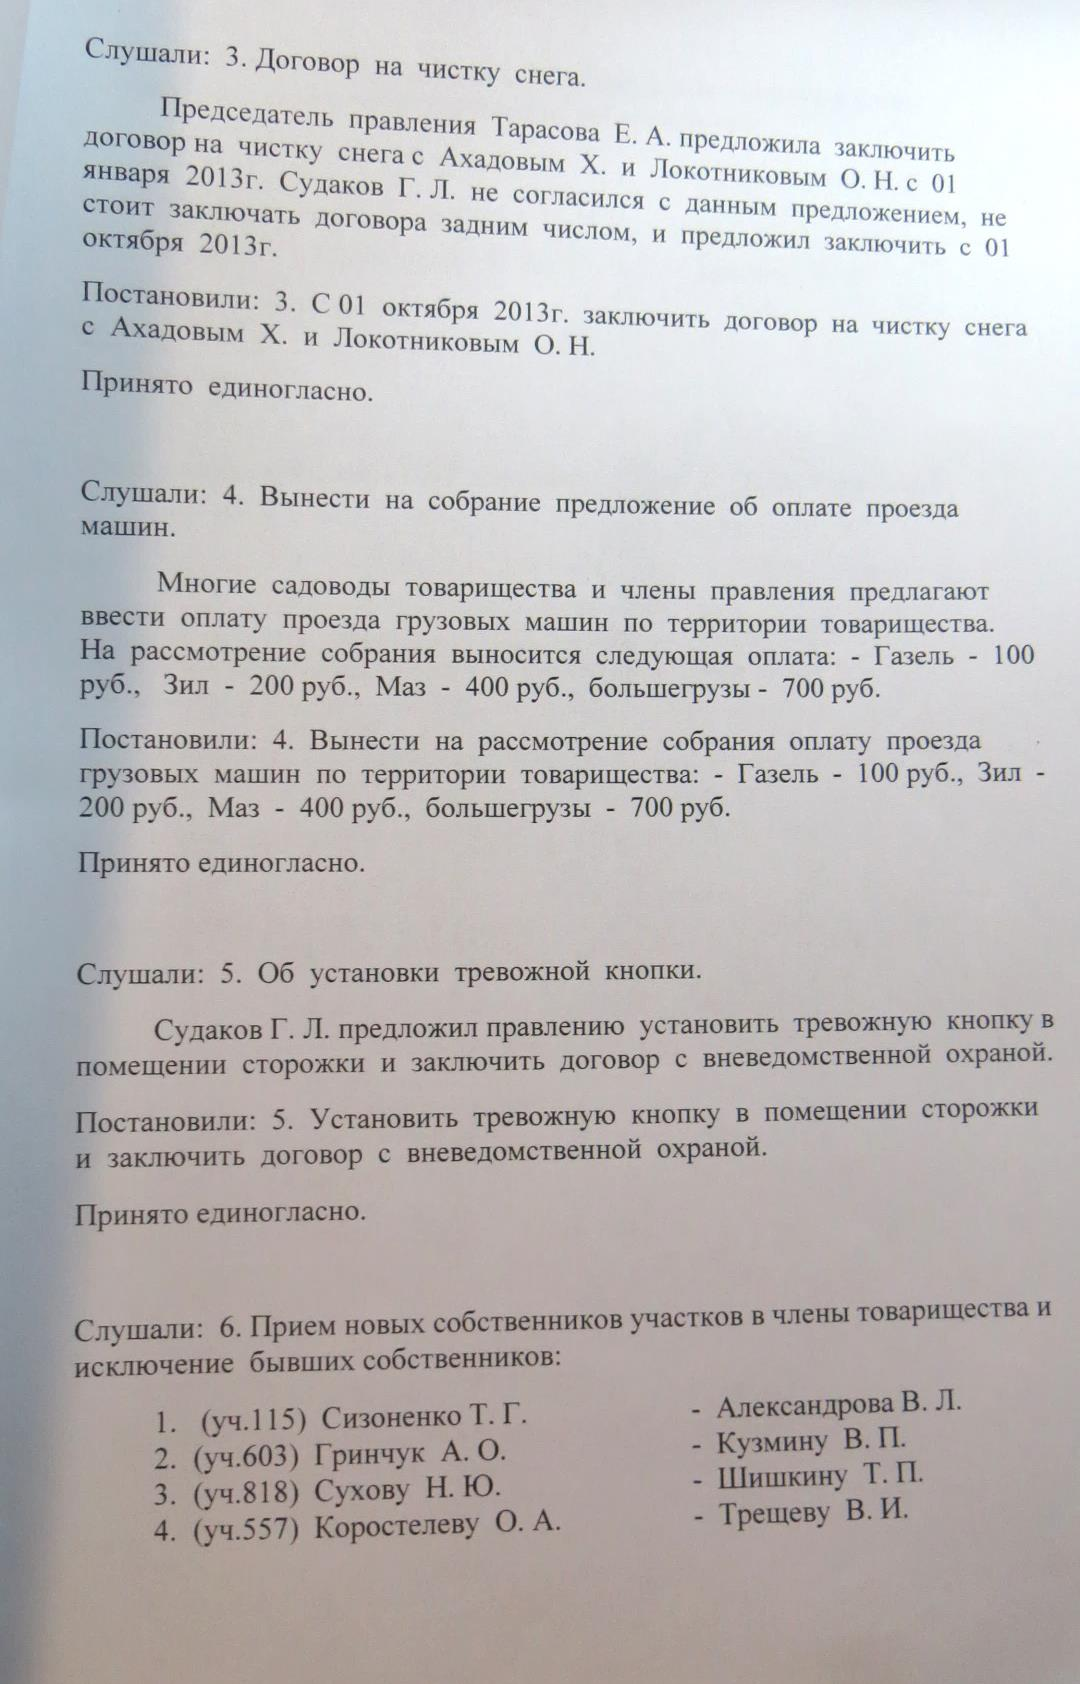 Слушали: 3. Договор на чистку снега.
Председатель правления Тарасова Е. А. предложила заключить
договор на чистку снега с Ахадовым Х. и Локотниковым О. Н. с 01
января 2013г. Судаков Г. Л. не согласился с данным предложением, не
стоит заключать договора задним числом, и предложил заключить с 01
октября 2013г.
Постановили: 3. С 01 октября 2013г. заключить договор на чистку снега
с Ахадовым Х. и Локотниковым О. Н.
Принято единогласно.
Слушали: 4. Вынести на собрание предложение об оплате проезда
машин.
Многие садоводы товарищества и члены правления предлагают
ввести оплату проезда грузовых машин по территории товарищества.
На рассмотрение собрания выносится следующая оплата: - Газель - 100
руб., Зил - 200 руб., Маз - 400 руб., большегрузы - 700 руб.
Постановили: 4. Вынести на рассмотрение собрания оплату проезда
грузовых машин по территории товарищества: - Газель - 100 руб., Зил -
200 руб., Маз - 400 руб., большегрузы - 700 руб.
Принято единогласно.
Слушали: 5. Об установки тревожной кнопки.
Судаков Г. Л. предложил правлению установить тревожную кнопку в
помещении сторожки и заключить договор с вневедомственной охраной.
Постановили: 5. Установить тревожную кнопку в помещении сторожки
и заключить договор с вневедомственной охраной.
Принято единогласно.
Слушали: 6. Прием новых собственников участков в члены товарищества и
исключение бывших собственников:
1. (уч.115) Сизоненко Т. Г. - Александрова В. Л.
2. (уч.603) Гринчук А. О. - Кузмину В. П.
3. (уч.818) Сухову Н. Ю. - Шишкину Т. П.
4. (уч.557) Коростелеву О. А. - Трещеву В. И.